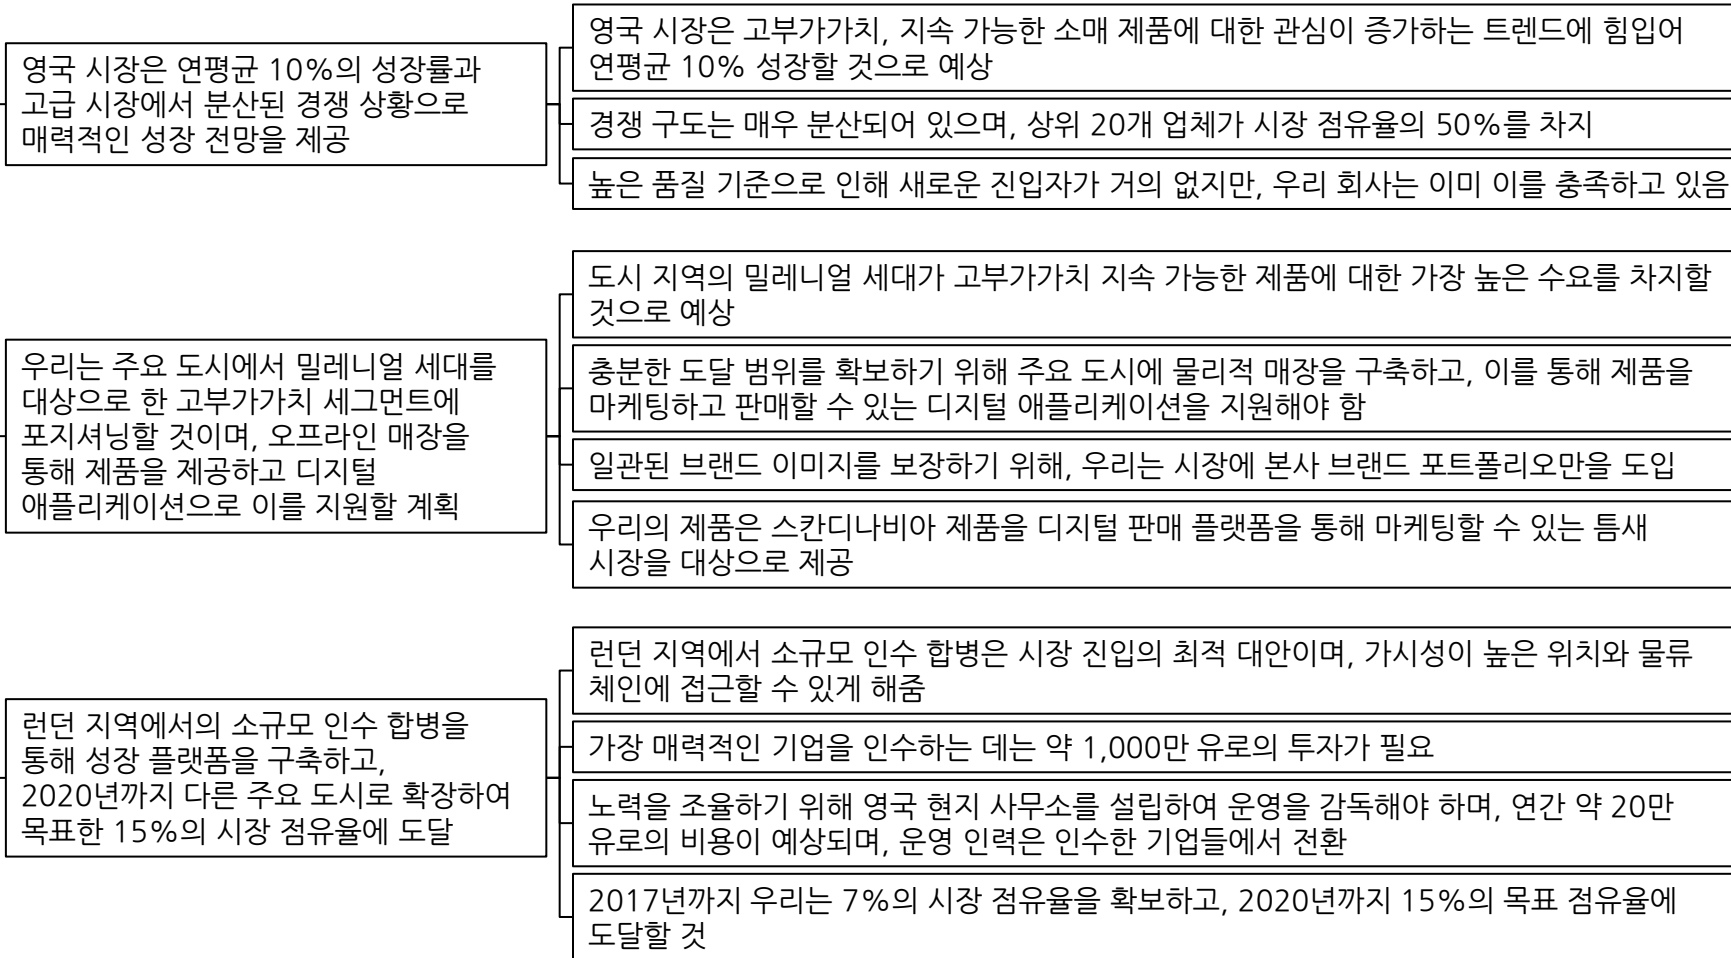 영국 시장은 연평균 10%의 성장률과
고급 시장에서 분산된 경쟁 상황으로
매력적인 성장 전망을 제공
영국 시장은 고부가가치, 지속 가능한 소매 제품에 대한 관심이 증가하는 트렌드에 힘입어
연평균 10% 성장할 것으로 예상
경쟁 구도는 매우 분산되어 있으며, 상위 20개 업체가 시장 점유율의 50%를 차지
높은 품질 기준으로 인해 새로운 진입자가 거의 없지만, 우리 회사는 이미 이를 충족하고 있음
우리는 주요 도시에서 밀레니얼 세대를
대상으로 한 고부가가치 세그먼트에
포지셔닝할 것이며, 오프라인 매장을
통해 제품을 제공하고 디지털
애플리케이션으로 이를 지원할 계획
도시 지역의 밀레니얼 세대가 고부가가치 지속 가능한 제품에 대한 가장 높은 수요를 차지할
것으로 예상
충분한 도달 범위를 확보하기 위해 주요 도시에 물리적 매장을 구축하고, 이를 통해 제품을
마케팅하고 판매할 수 있는 디지털 애플리케이션을 지원해야 함
일관된 브랜드 이미지를 보장하기 위해, 우리는 시장에 본사 브랜드 포트폴리오만을 도입
우리의 제품은 스칸디나비아 제품을 디지털 판매 플랫폼을 통해 마케팅할 수 있는 틈새
시장을 대상으로 제공
런던 지역에서의 소규모 인수 합병을
통해 성장 플랫폼을 구축하고,
2020년까지 다른 주요 도시로 확장하여
목표한 15%의 시장 점유율에 도달
런던 지역에서 소규모 인수 합병은 시장 진입의 최적 대안이며, 가시성이 높은 위치와 물류
체인에 접근할 수 있게 해줌
가장 매력적인 기업을 인수하는 데는 약 1,000만 유로의 투자가 필요
노력을 조율하기 위해 영국 현지 사무소를 설립하여 운영을 감독해야 하며, 연간 약 20만
유로의 비용이 예상되며, 운영 인력은 인수한 기업들에서 전환
2017년까지 우리는 7%의 시장 점유율을 확보하고, 2020년까지 15%의 목표 점유율에
도달할 것